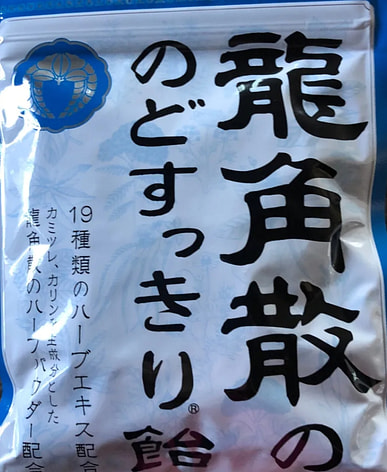 龍角散の
のどすっきり®飴
19種類のハーブエキス配合
カミツレ、カリンを主成分とした
龍角散のハーブパウダー配合